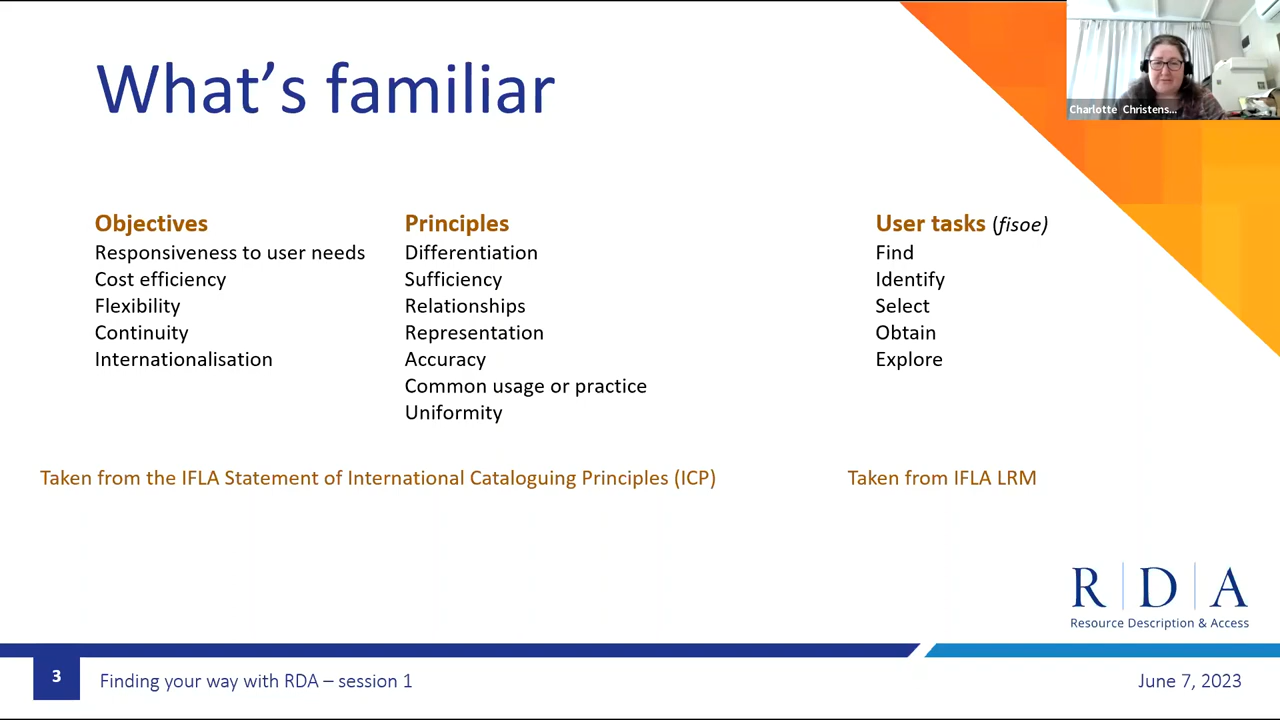 What's familiar
Charlotte Christens...
Objectives
Responsiveness to user needs
Cost efficiency
Flexibility
Continuity
Internationalisation
Principles
Differentiation
Sufficiency
Relationships
Representation
Accuracy
Common usage or practice
Uniformity
User tasks (fisoe)
Find
Identify
Select
Obtain
Explore
Taken from the IFLA Statement of International Cataloguing Principles (ICP)
Taken from IFLA LRM
R|D|A
Resource Description & Access
3
Finding your way with RDA – session 1
June 7, 2023